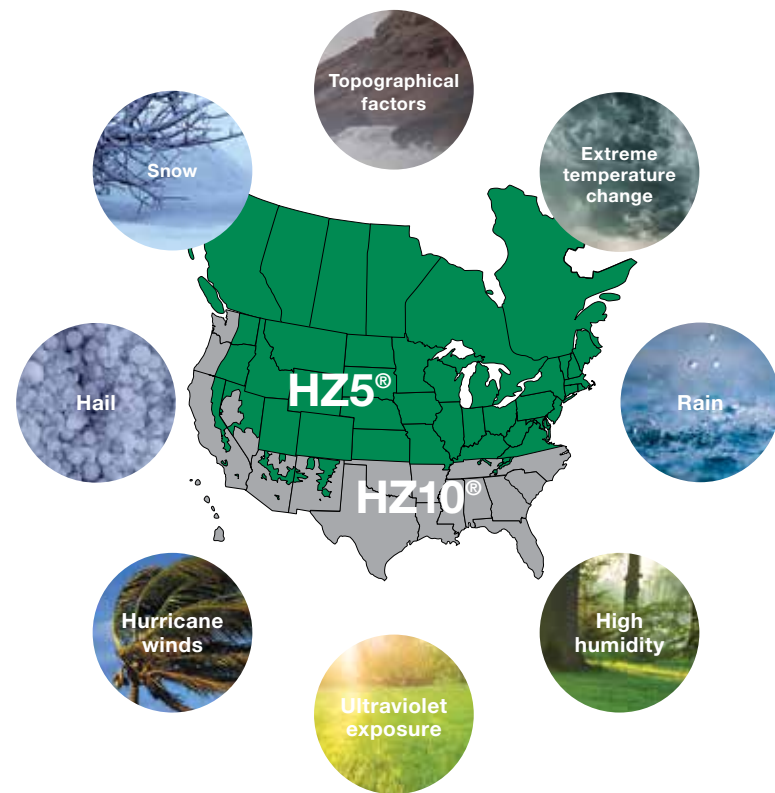 Topographical
factors
Snow
Extreme
temperature
change
HZ5®
Hail
Rain
HZ10®
Hurricane
winds
High
humidity
Ultraviolet
exposure